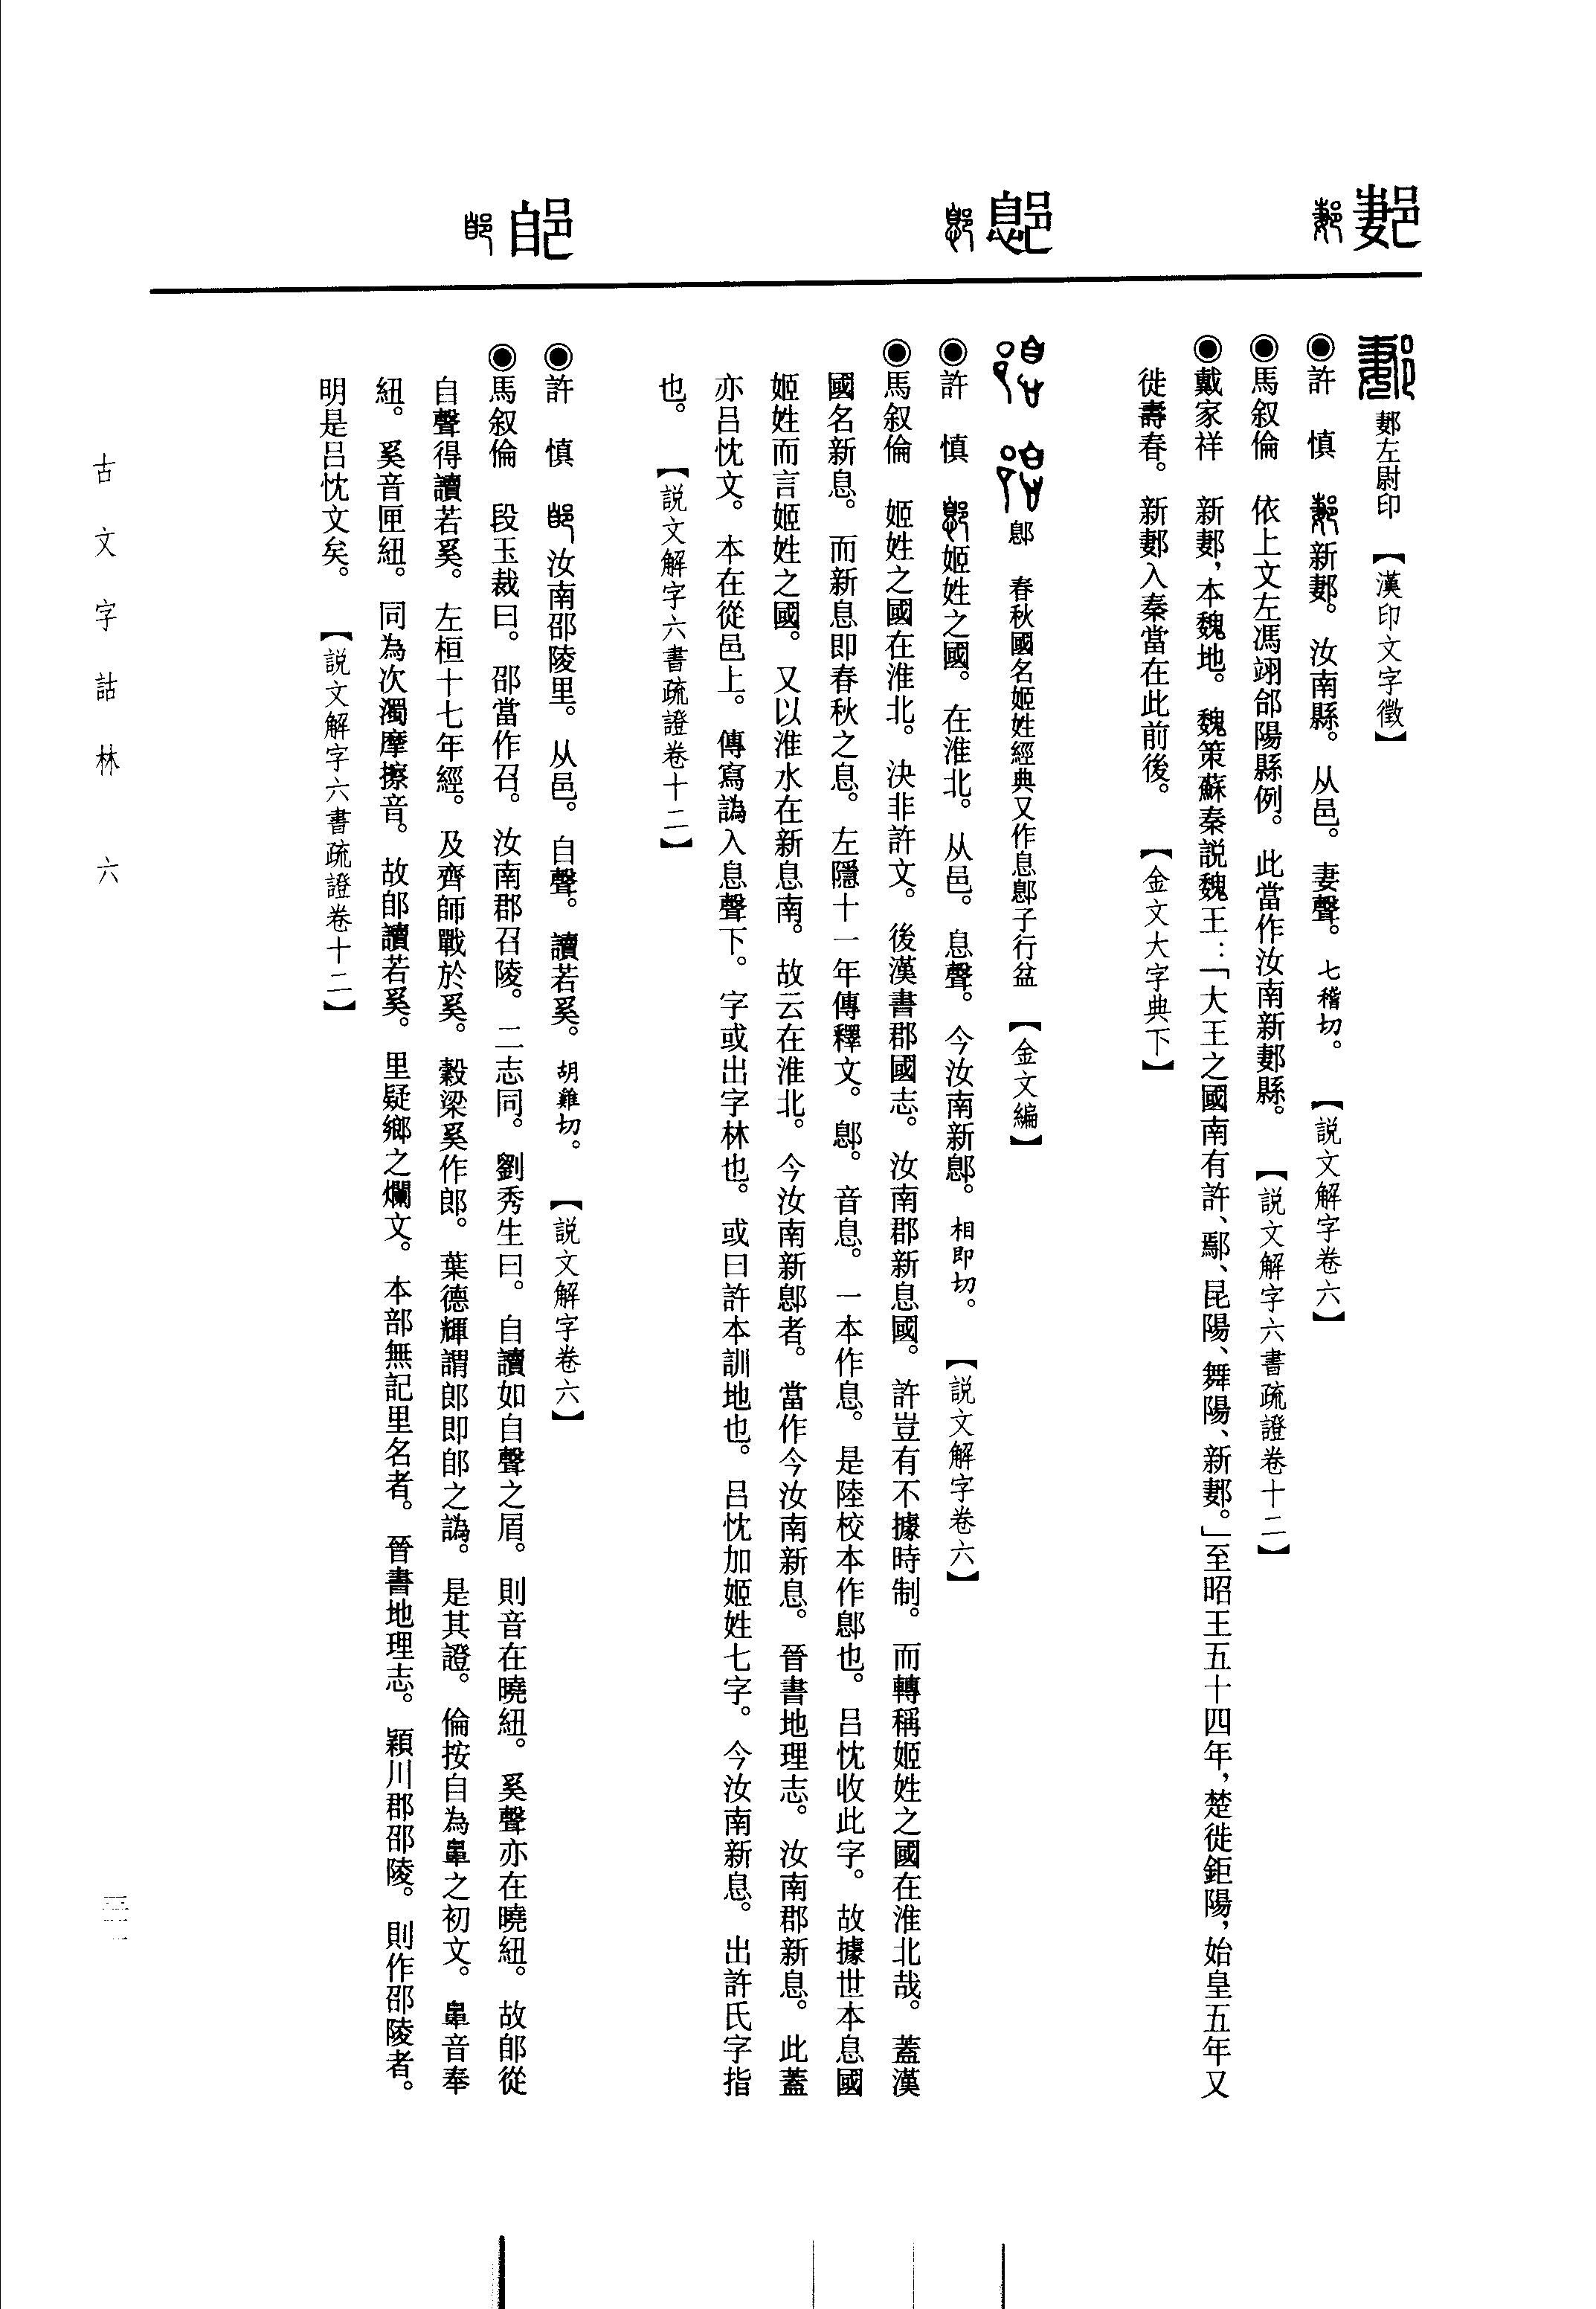 郪
郪左尉印　【漢印文字徵】
◉許　慎　新郪。汝南縣。从邑。妻聲。七稽切。　【説文解字卷六】
◉馬叙倫　依上文左馮翊郃陽縣例。此當作汝南新郪縣。　【説文解字六書疏證卷十二】
◉戴家祥　新郪，本魏地。魏策蘇秦説魏王：「大王之國南有許、鄢、昆陽、舞陽、新郪。」至昭王五十四年，楚徙鉅陽，始皇五年又
徙壽春。新郪入秦當在此前後。　【金文大字典下】
鄎
鄎　春秋國名姬姓經典又作息鄎子行盆　【金文編】
◉許　慎　姬姓之國。在淮北。从邑。息聲。今汝南新鄎。相即切。　【説文解字卷六】
◉馬叙倫　姬姓之國在淮北。決非許文。後漢書郡國志。汝南郡新息國。許豈有不據時制。而轉稱姬姓之國在淮北哉。蓋漢
國名新息。而新息即春秋之息。左隱十一年傳釋文。鄎。音息。一本作息。是陸校本作鄎也。吕忱收此字。故據世本息國
姬姓而言姬姓之國。又以淮水在新息南。故云在淮北。今汝南新鄎者。當作今汝南新息。晉書地理志。汝南郡新息。此蓋
亦吕忱文。本在從邑上。傳寫譌入息聲下。字或出字林也。或曰許本訓地也。吕忱加姬姓七字。今汝南新息。出許氏字指
也。　【説文解字六書疏證卷十二】
郋
◉許　慎　汝南邵陵里。从邑。自聲。讀若奚。胡雞切。　【説文解字卷六】
◉馬叙倫　段玉裁曰。邵當作召。汝南郡召陵。二志同。劉秀生曰。自讀如自聲之眉。則音在曉紐。奚聲亦在曉紐。故郋從
自聲得讀若奚。左桓十七年經。及齊師戰於奚。穀梁奚作郎。葉德輝謂郎即郋之譌。是其證。倫按自為鼻之初文。鼻音奉
紐。奚音匣紐。同為次濁摩擦音。故郋讀若奚。里疑鄉之爛文。本部無記里名者。晉書地理志。潁川郡邵陵。則作邵陵者。
明是吕忱文矣。　【説文解字六書疏證卷十二】
古文字詁林　六